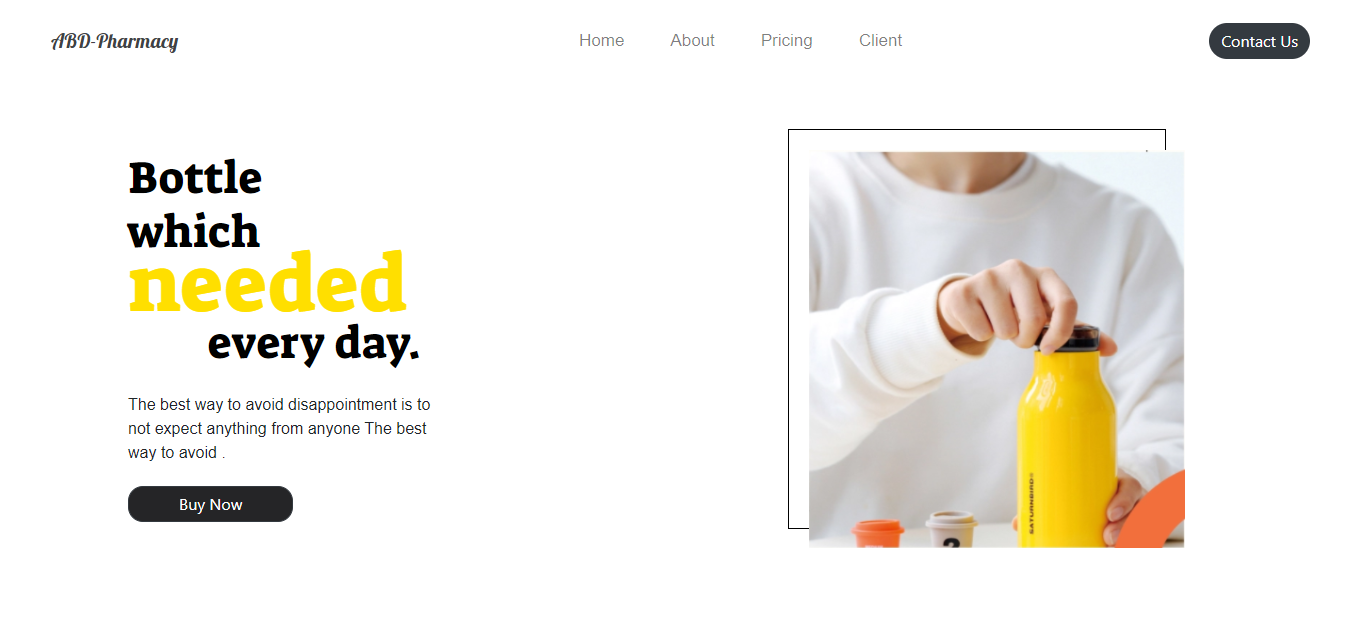 ABD-Pharmacy
Home About Pricing Client
Contact Us
Bottle
which
needed
every day.
The best way to avoid disappointment is to
not expect anything from anyone The best
way to avoid .
Buy Now
SATURNBIRD®
2